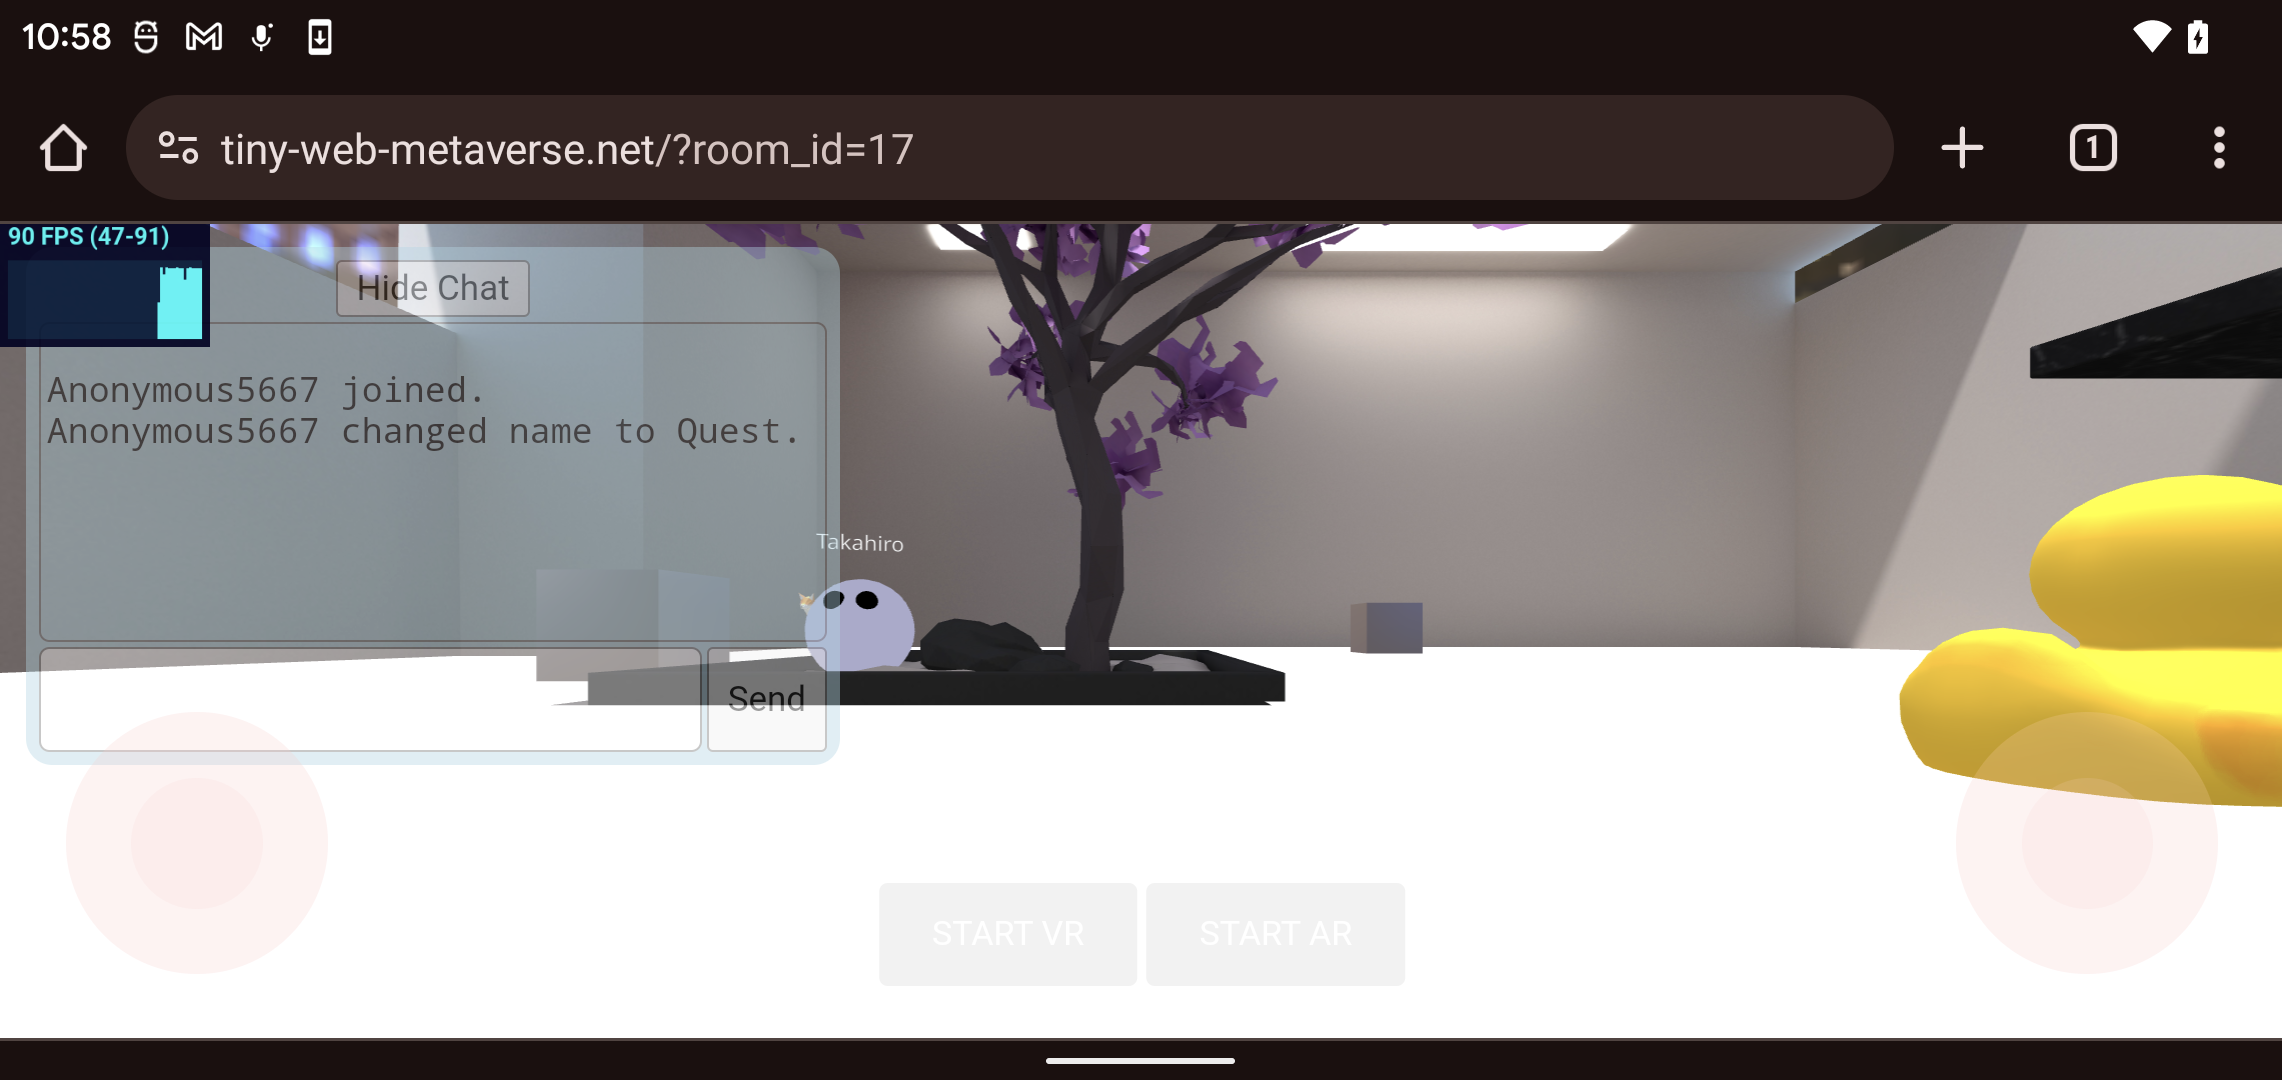 10:58
tiny-web-metaverse.net/?room_id=17
1
90 FPS (47-91)
Hide Chat
Anonymous5667 joined.
Anonymous5667 changed name to Quest.
Takahiro
Send
START VR
START AR